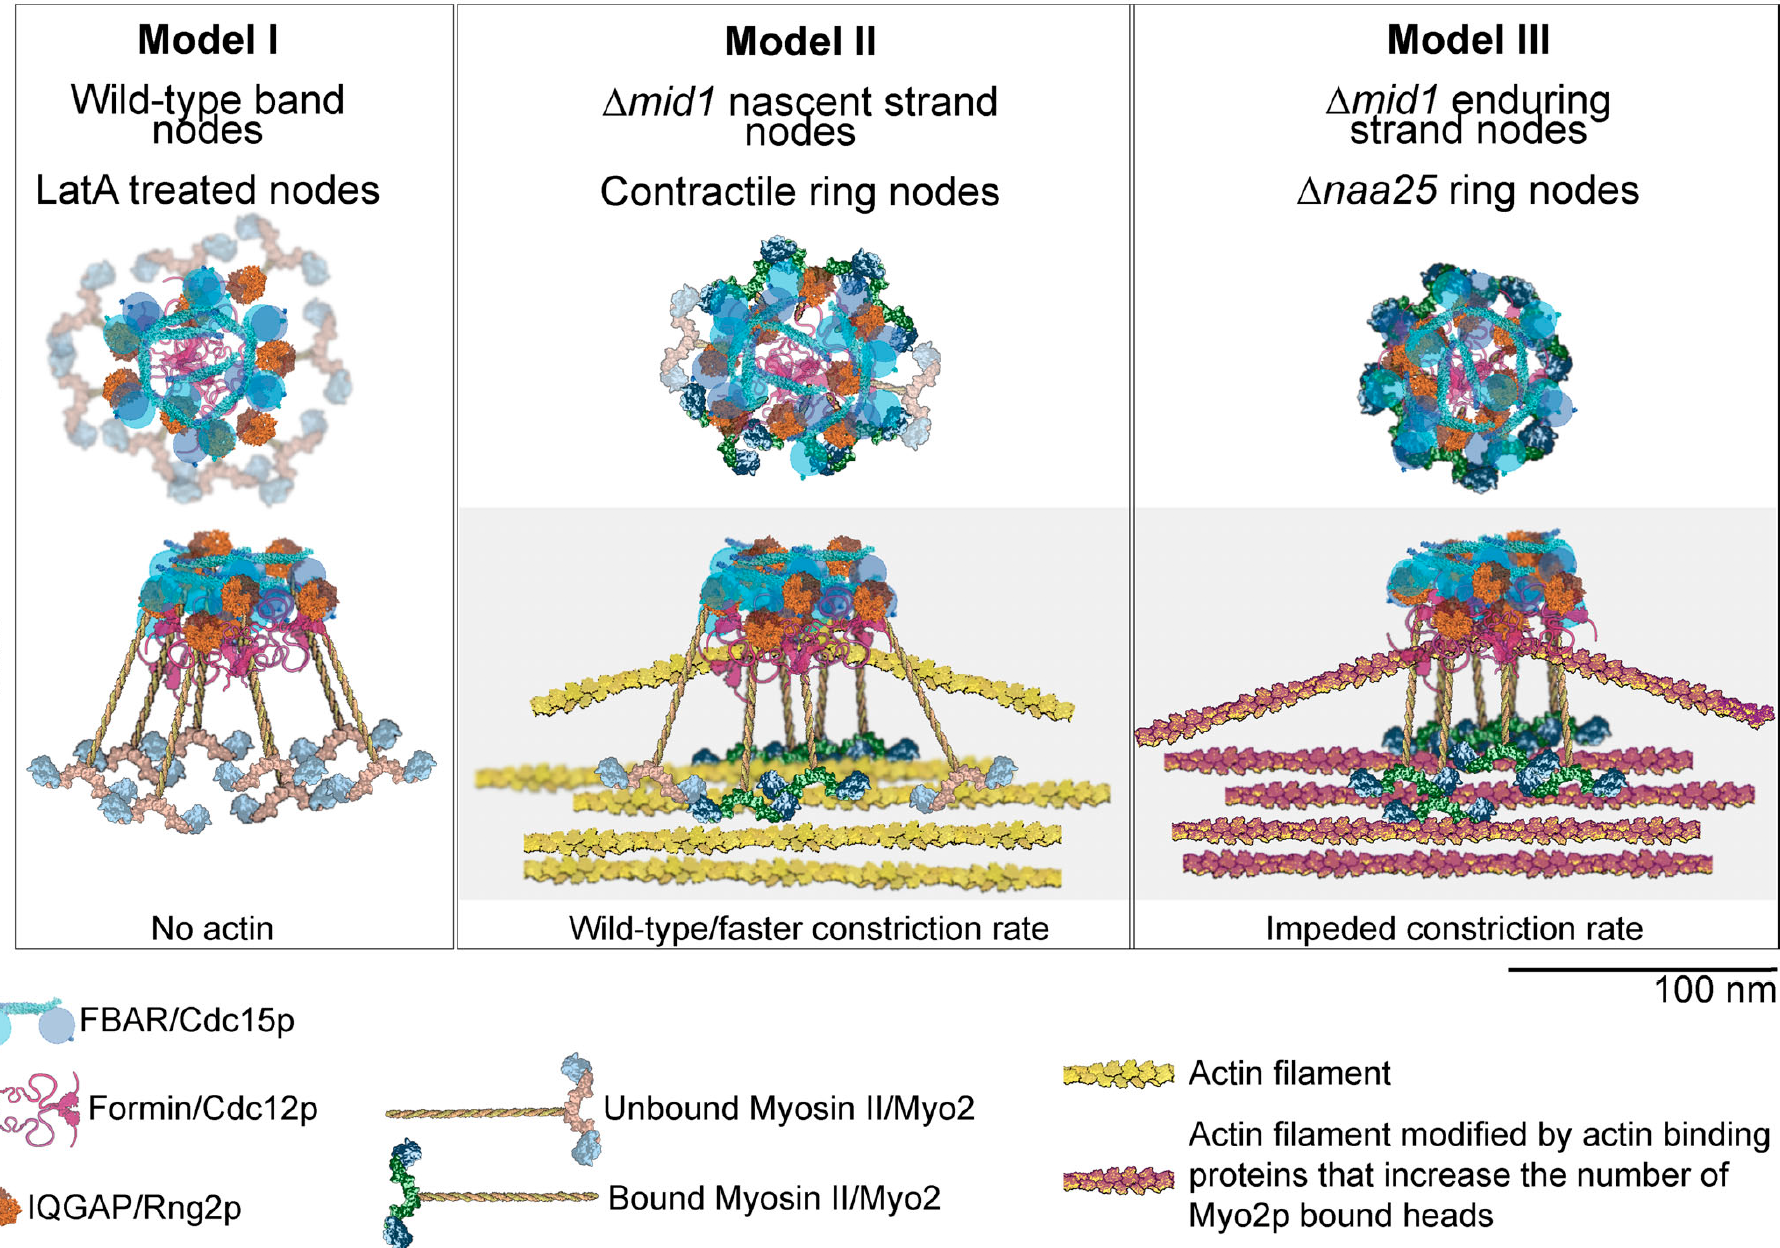 Model I
Wild-type band
nodes
LatA treated nodes
No actin
Model II
Δmid1 nascent strand
nodes
Contractile ring nodes
Wild-type/faster constriction rate
Model III
Δmid1 enduring
strand nodes
Δnaa25 ring nodes
Impeded constriction rate
100 nm
FBAR/Cdc15p
Formin/Cdc12p
IQGAP/Rng2p
Unbound Myosin II/Myo2
Bound Myosin II/Myo2
Actin filament
Actin filament modified by actin binding
proteins that increase the number of
Myo2p bound heads